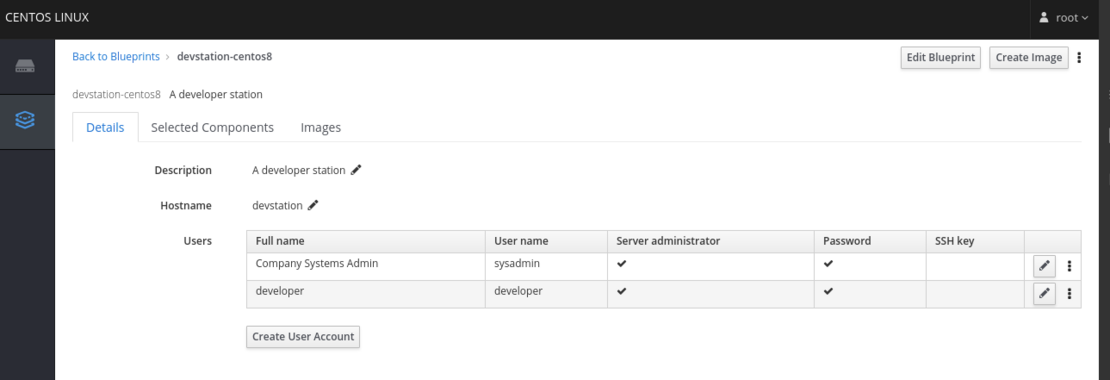 CENTOS LINUX
root
Back to Blueprints › devstation-centos8
Edit Blueprint
Create Image
devstation-centos8 A developer station
Details Selected Components Images
Description A developer station
Hostname devstation
Users
Full name User name Server administrator Password SSH key
Company Systems Admin sysadmin ✔ ✔
developer developer ✔ ✔
Create User Account